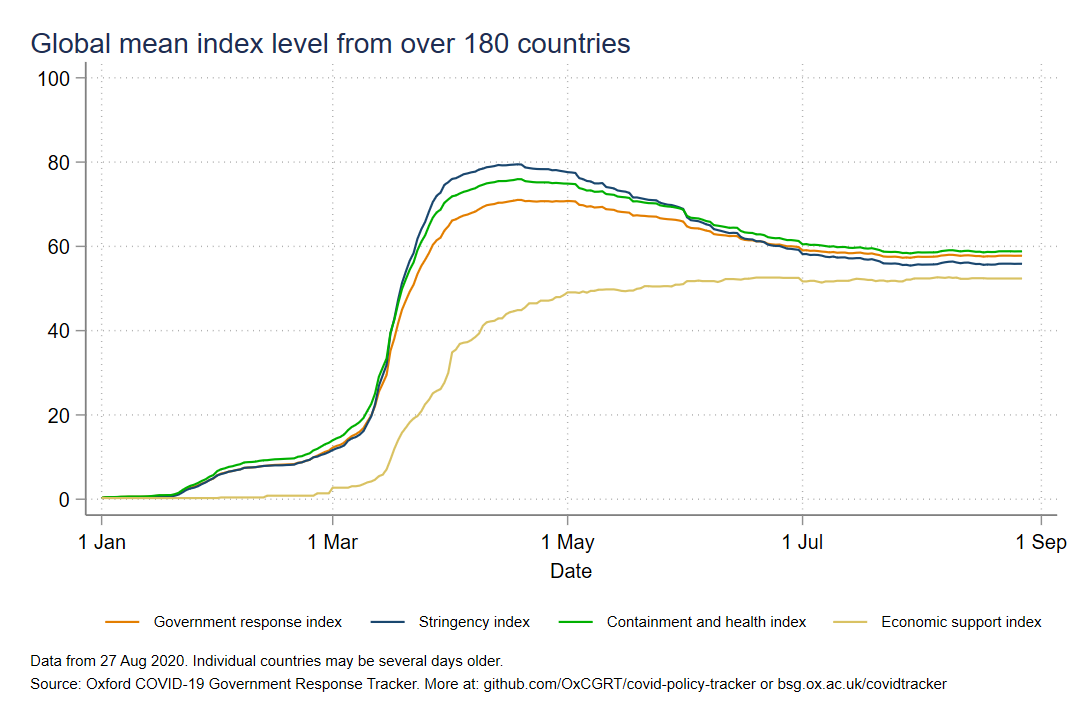 Global mean index level from over 180 countries
100
80
60
40
20
0
1 Jan 1 Mar 1 May 1 Jul 1 Sep
Date
Government response index Stringency index Containment and health index Economic support index
Data from 27 Aug 2020. Individual countries may be several days older.
Source: Oxford COVID-19 Government Response Tracker. More at: github.com/OxCGRT/covid-policy-tracker or bsg.ox.ac.uk/covidtracker